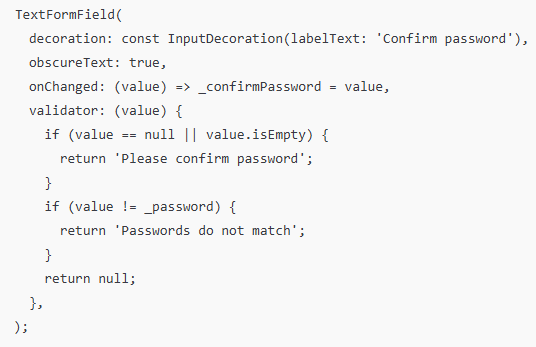 TextFormField(
  decoration: const InputDecoration(labelText: 'Confirm password'),
  obscureText: true,
  onChanged: (value) => _confirmPassword = value,
  validator: (value) {
    if (value == null || value.isEmpty) {
      return 'Please confirm password';
    }
    if (value != _password) {
      return 'Passwords do not match';
    }
    return null;
  },
);